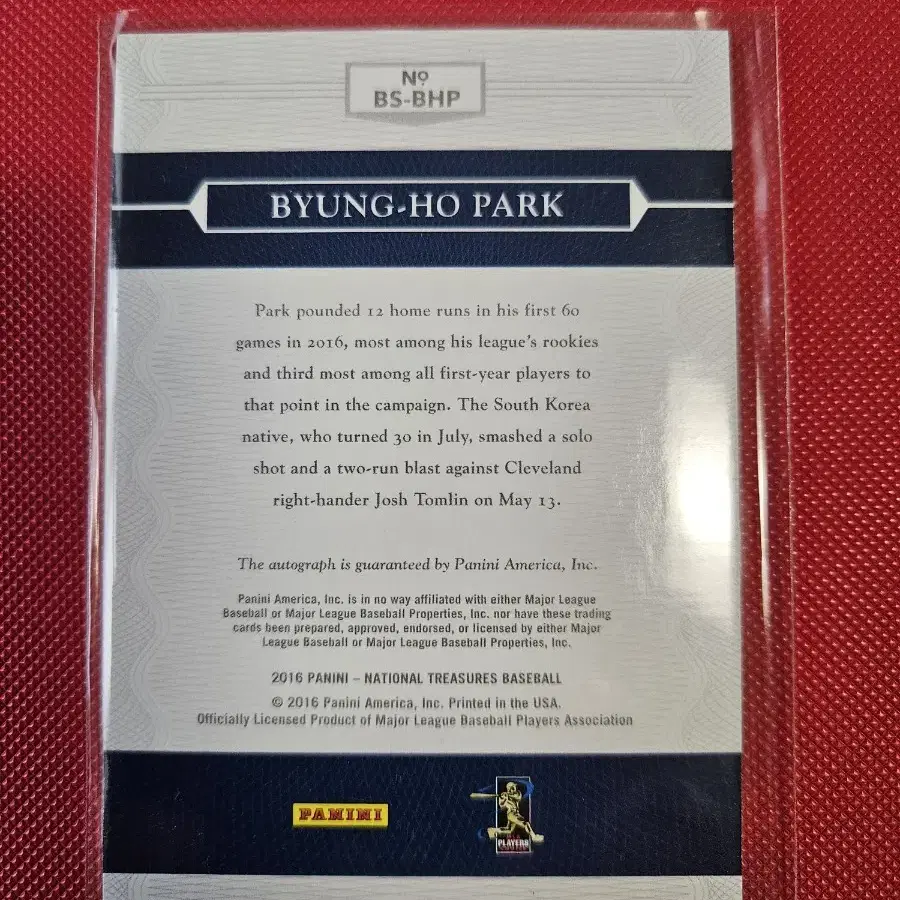 Nº
BS-BHP
BYUNG-HO PARK
Park pounded 12 home runs in his first 60
games in 2016, most among his league's rookies
and third most among all first-year players to
that point in the campaign. The South Korea
native, who turned 30 in July, smashed a solo
shot and a two-run blast against Cleveland
right-hander Josh Tomlin on May 13.
The autograph is guaranteed by Panini America, Inc.
Panini America, Inc. is in no way affiliated with either Major League
Baseball or Major League Baseball Properties, Inc. nor have these trading
cards been prepared, approved, endorsed, or licensed by either Major
League Baseball or Major League Baseball Properties, Inc.
2016 PANINI – NATIONAL TREASURES BASEBALL
© 2016 Panini America, Inc. Printed in the USA.
Officially Licensed Product of Major League Baseball Players Association
PANINI
PLAYERS